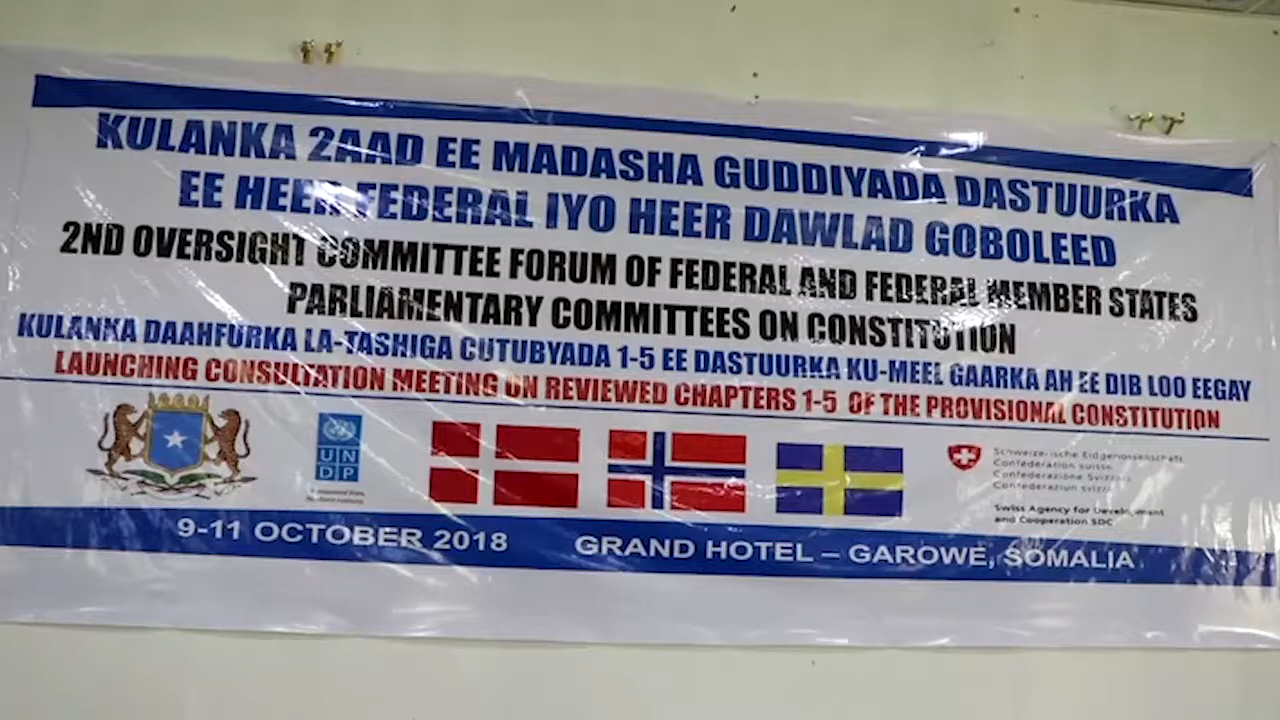 KULANKA 2AAD EE MADASHA GUDDIYADA DASTUURKA
EE HEER FEDERAL IYO HEER DAWLAD GOBOLEED
2ND OVERSIGHT COMMITTEE FORUM OF FEDERAL AND FEDERAL MEMBER STATES
PARLIAMENTARY COMMITTEES ON CONSTITUTION
KULANKA DAAHFURKA LA-TASHIGA CUTUBYADA 1-5 EE DASTUURKA KU-MEEL GAARKA AH EE DIB LOO EEGAY
LAUNCHING CONSULTATION MEETING ON REVIEWED CHAPTERS 1-5 OF THE PROVISIONAL CONSTITUTION
UN
DP
Schweizerische Eidgenossenschaft
Confédération suisse
Confederazione Svizzera
Confederaziun svizra
Swiss Agency for Development
and Cooperation SDC
9-11 OCTOBER 2018 GRAND HOTEL – GAROWE, SOMALIA